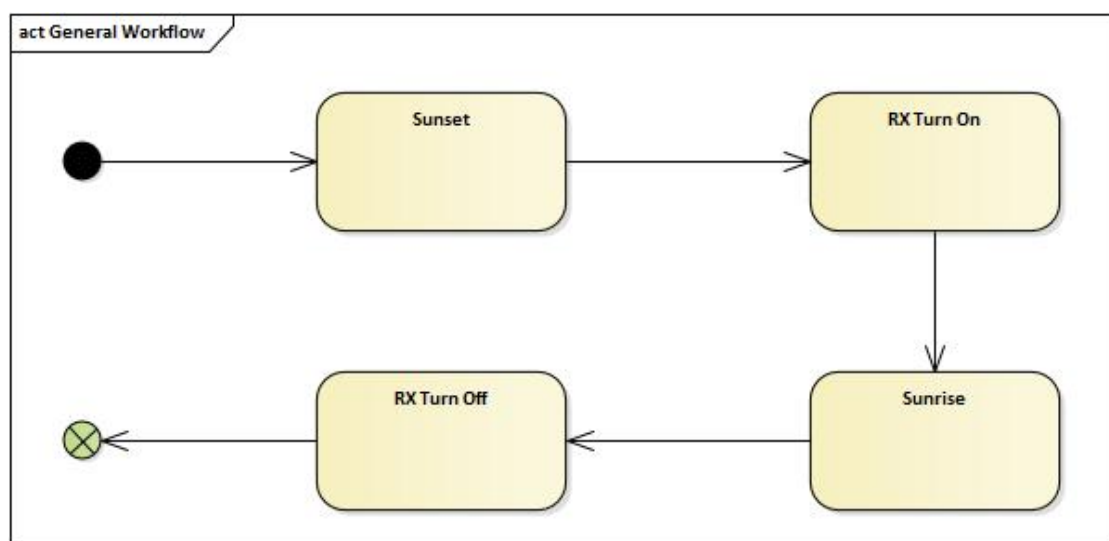 act General Workflow
Sunset
RX Turn On
RX Turn Off
Sunrise